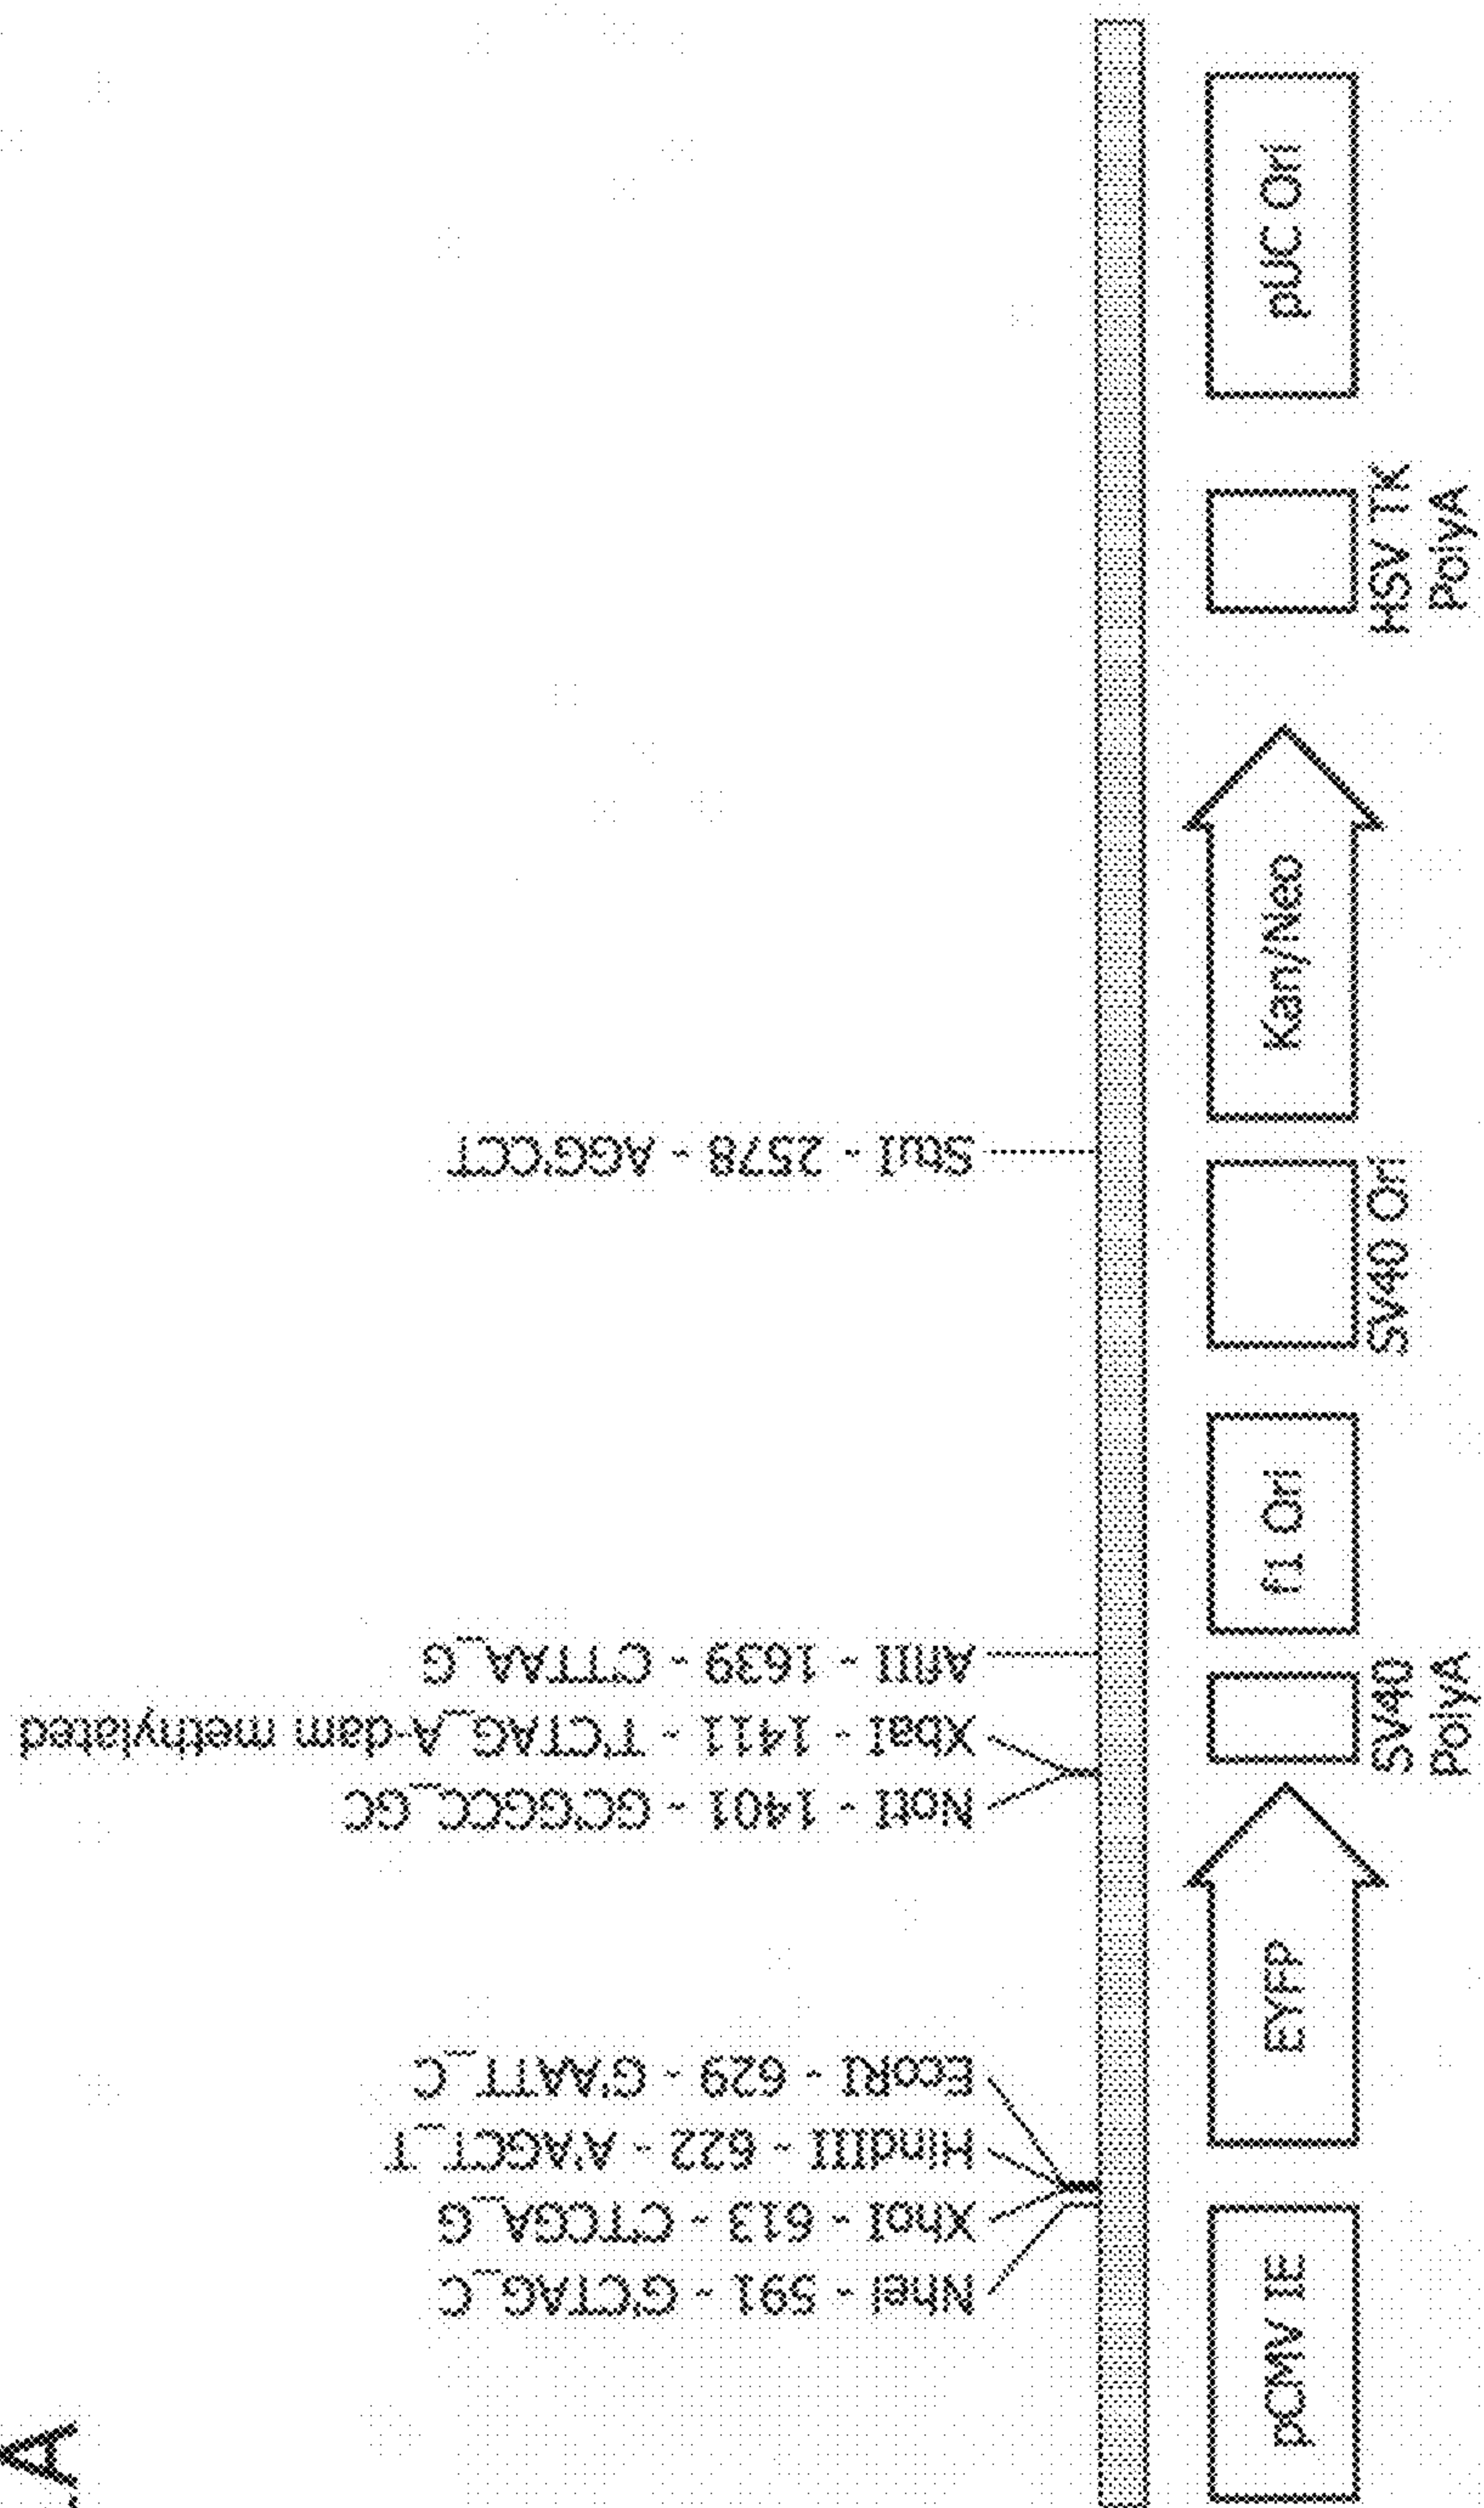 A
NheI - 591 - G'CTAG_C
XhoI - 613 - C'TCGA_G
HindIII - 622 - A'AGCT_T
EcoRI - 629 - G'AATT_C
NotI - 1401 - GC'GGCC_GC
XbaI - 1411 - T'CTAG_A-dam methylated
AflII - 1639 - C'TTAA_G
StuI - 2578 - AGG'CCT
pCMV IE
EYFP
SV40
PolyA
f1 Ori
SV40 Ori
Kan/Neo
HSV TK
PolyA
pUC Ori